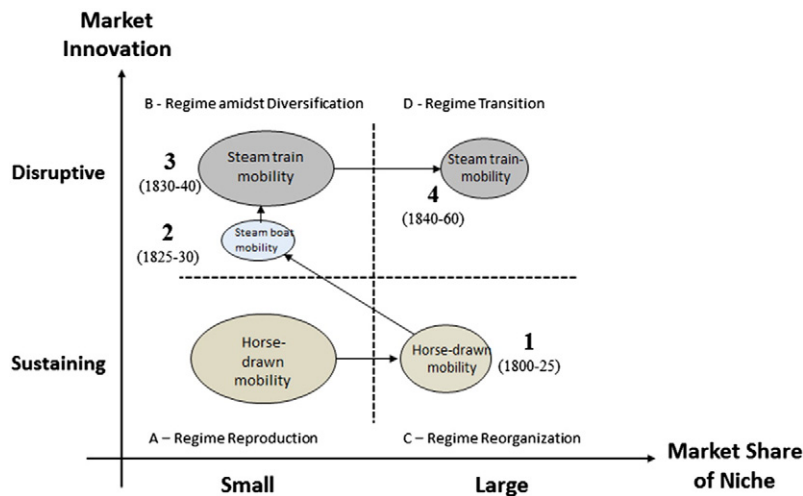 Market
Innovation
B - Regime amidst Diversification
D - Regime Transition
Disruptive
3
(1830-40)
Steam train
mobility
Steam train-
mobility
4
(1840-60)
2
(1825-30)
Steam boat
mobility
Sustaining
Horse-
drawn
mobility
Horse-drawn
mobility
1
(1800-25)
A – Regime Reproduction
C – Regime Reorganization
Small
Large
Market Share
of Niche